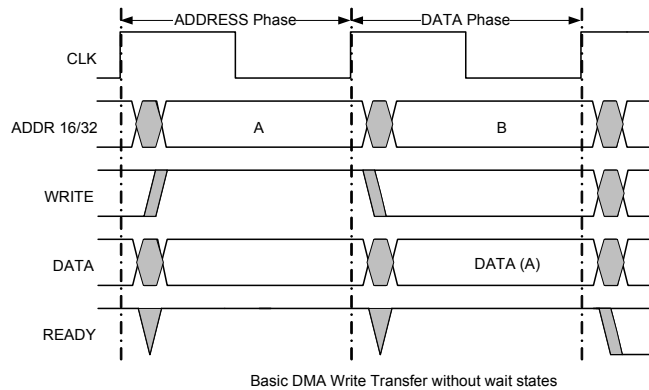 ADDRESS Phase DATA Phase
CLK
ADDR 16/32 A B
WRITE
DATA DATA (A)
READY
Basic DMA Write Transfer without wait states